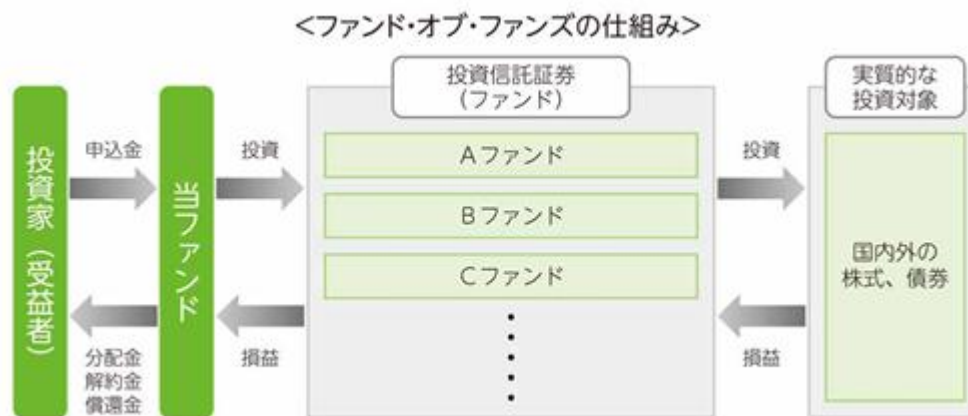 ＜ファンド・オブ・ファンズの仕組み＞
投資家（受益者）
申込金
分配金
解約金
償還金
当ファンド
投資
損益
投資信託証券
（ファンド）
Aファンド
Bファンド
Cファンド
投資
損益
実質的な
投資対象
国内外の
株式、債券